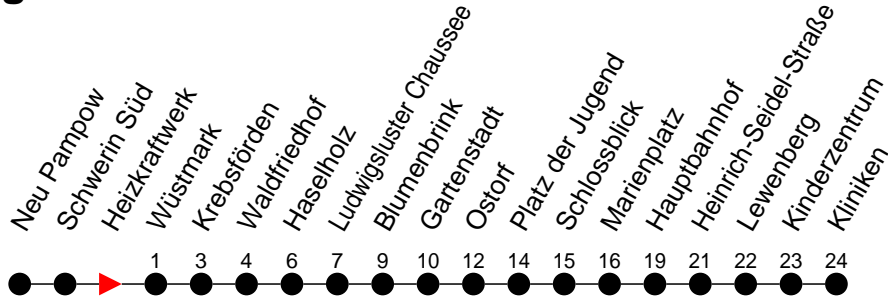 Neu Pampow
Schwerin Süd
Heizkraftwerk
Wüstmark
Krebsförden
Waldfriedhof
Haselholz
Ludwigsluster Chaussee
Blumenbrink
Gartenstadt
Ostorf
Platz der Jugend
Schlossblick
Marienplatz
Hauptbahnhof
Heinrich-Seidel-Straße
Lewenberg
Kinderzentrum
Kliniken
1 3 4 6 7 9 10 12 14 15 16 19 21 22 23 24